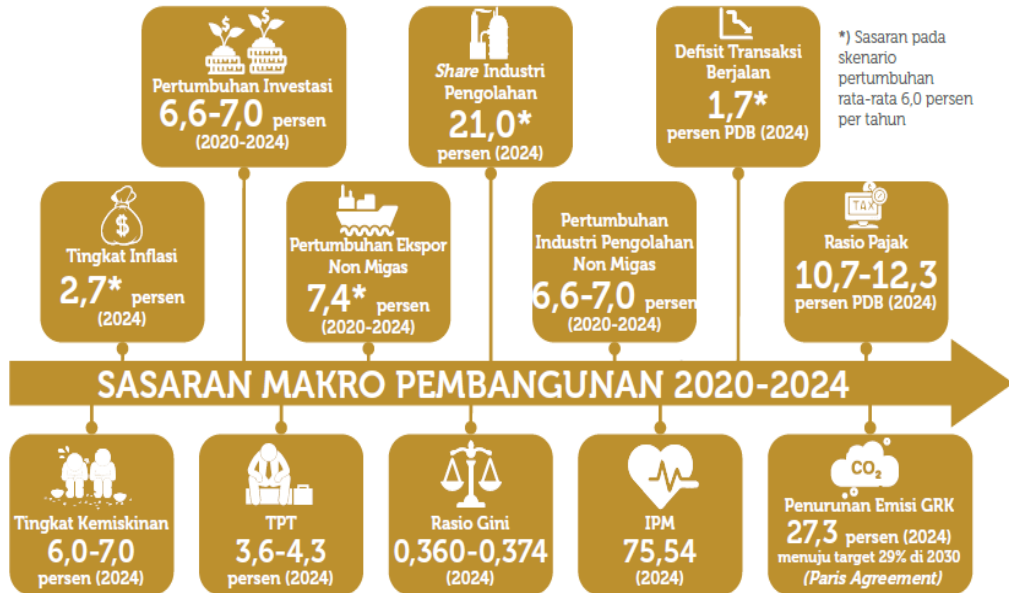 Pertumbuhan Investasi
6,6-7,0 persen
(2020-2024)
Share Industri
Pengolahan
21,0*
persen (2024)
Defisit Transaksi
Berjalan
1,7*
persen PDB (2024)
*) Sasaran pada
skenario
pertumbuhan
rata-rata 6,0 persen
per tahun
$
Tingkat Inflasi
2,7* persen
(2024)
Pertumbuhan Ekspor
Non Migas
7,4* persen
(2020-2024)
Pertumbuhan
Industri Pengolahan
Non Migas
6,6-7,0 persen
(2020-2024)
TAX
Rasio Pajak
10,7-12,3
persen PDB (2024)
SASARAN MAKRO PEMBANGUNAN 2020-2024
Tingkat Kemiskinan
6,0-7,0
persen (2024)
TPT
3,6-4,3
persen (2024)
Rasio Gini
0,360-0,374
(2024)
IPM
75,54
(2024)
CO₂
Penurunan Emisi GRK
27,3 persen (2024)
menuju target 29% di 2030
(Paris Agreement)